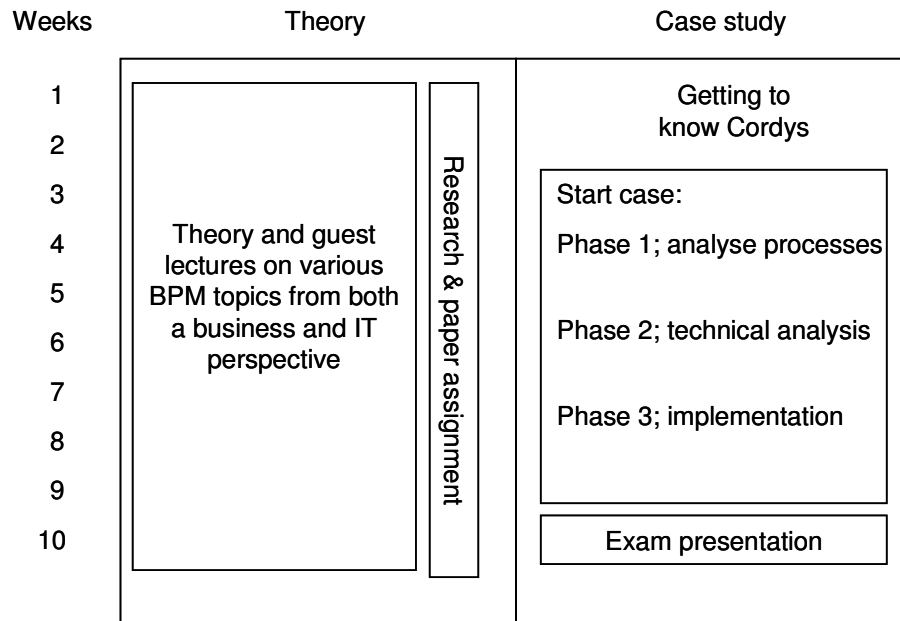 Weeks
Theory
Case study
1
2
3
4
5
6
7
8
9
10
Theory and guest
lectures on various
BPM topics from both
a business and IT
perspective
Research & paper assignment
Getting to
know Cordys
Start case:
Phase 1; analyse processes
Phase 2; technical analysis
Phase 3; implementation
Exam presentation